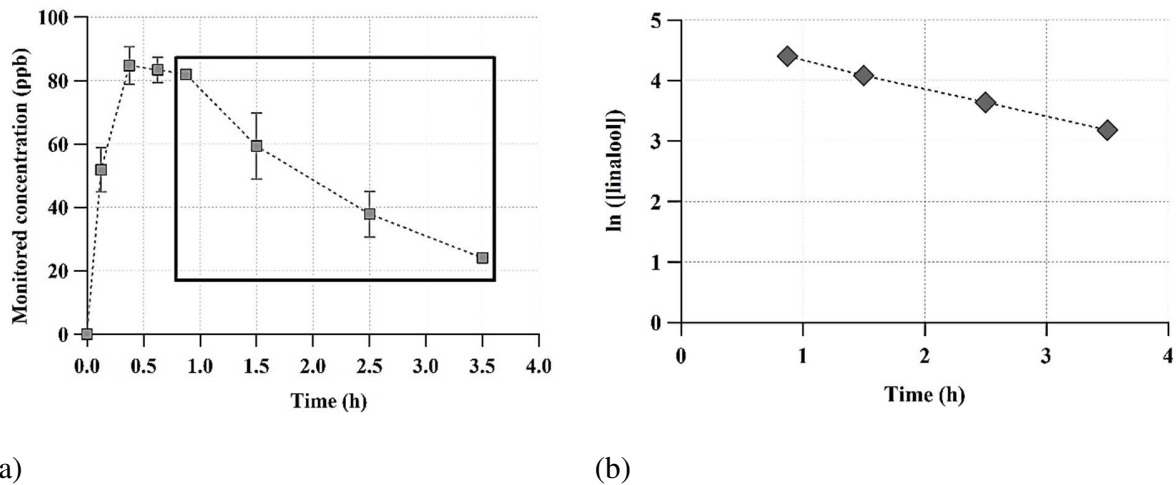 100
80
60
40
20
0
Monitored concentration (ppb)
0.0 0.5 1.0 1.5 2.0 2.5 3.0 3.5 4.0
Time (h)
a)
5
4
3
2
1
0
ln ([linalool])
0 1 2 3 4
Time (h)
(b)